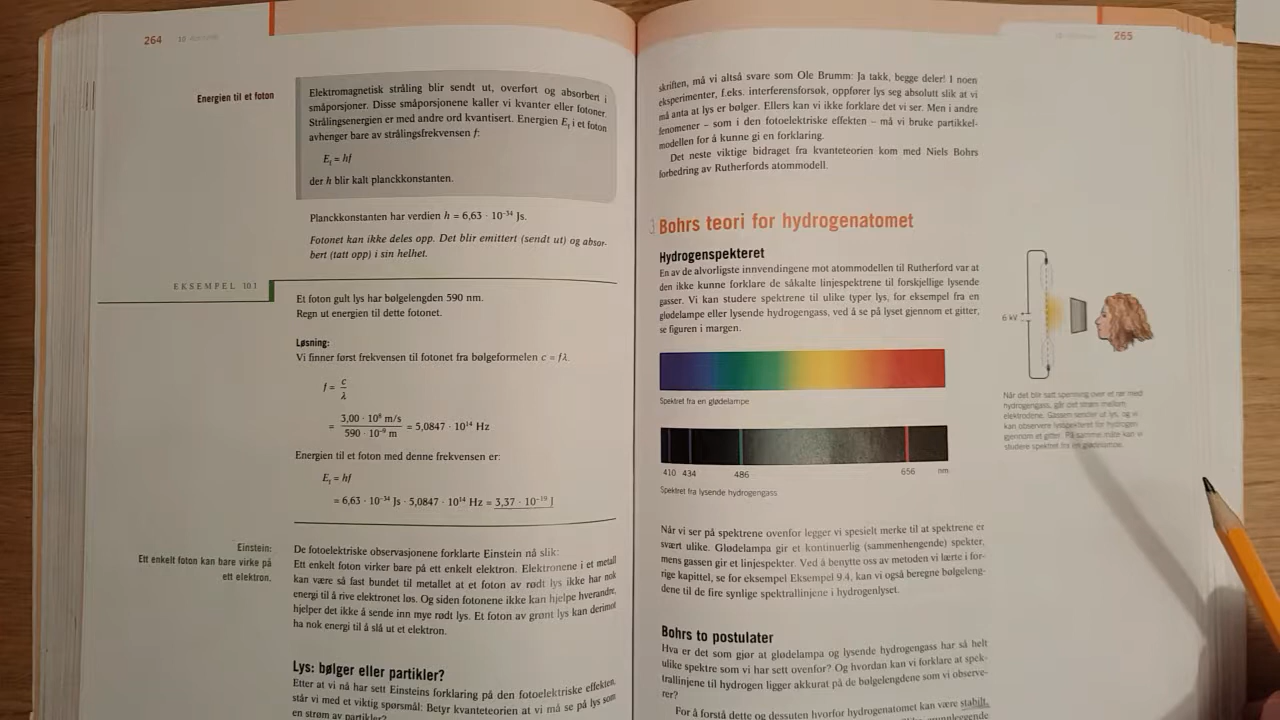 264
Energien til et foton
Elektromagnetisk stråling blir sendt ut, overført og absorbert i
småporsjoner. Disse småporsjonene kaller vi kvanter eller fotoner.
Strålingsenergien er med andre ord kvantisert. Energien Ef i et foton
avhenger bare av strålingsfrekvensen f:
Ef = hf
der h blir kalt planckkonstanten.
Planckkonstanten har verdien h = 6,63 · 10⁻³⁴ Js.
Fotonet kan ikke deles opp. Det blir emittert (sendt ut) og absor-
bert (tatt opp) i sin helhet.
EKSEMPEL 10.1
Et foton gult lys har bølgelengden 590 nm.
Regn ut energien til dette fotonet.
Løsning:
Vi finner først frekvensen til fotonet fra bølgeformelen c = fλ.
f = c/λ
= 3,00 · 10⁸ m/s / 590 · 10⁻⁹ m = 5,0847 · 10¹⁴ Hz
Energien til et foton med denne frekvensen er:
Ef = hf
= 6,63 · 10⁻³⁴ Js · 5,0847 · 10¹⁴ Hz = 3,37 · 10⁻¹⁹ J
Einstein:
Ett enkelt foton kan bare virke på
ett elektron.
De fotoelektriske observasjonene forklarte Einstein nå slik:
Ett enkelt foton virker bare på ett enkelt elektron. Elektronene i et metall
kan være så fast bundet til metallet at et foton av rødt lys ikke har nok
energi til å rive elektronet løs. Og siden fotonene ikke kan hjelpe hverandre,
hjelper det ikke å sende inn mye rødt lys. Et foton av grønt lys kan derimot
ha nok energi til å slå ut et elektron.
Lys: bølger eller partikler?
Etter at vi nå har sett Einsteins forklaring på den fotoelektriske effekten,
står vi med et viktig spørsmål: Betyr kvanteteorien at vi må se på lys som
en strøm av partikler?
265
skriften, må vi altså svare som Ole Brumm: Ja takk, begge deler! I noen
eksperimenter, f.eks. interferensforsøk, oppfører lys seg absolutt slik at vi
må anta at lys er bølger. Ellers kan vi ikke forklare det vi ser. Men i andre
fenomener – som i den fotoelektriske effekten – må vi bruke partikkel-
modellen for å kunne gi en forklaring.
Det neste viktige bidraget fra kvanteteorien kom med Niels Bohrs
forbedring av Rutherfords atommodell.
Bohrs teori for hydrogenatomet
Hydrogenspekteret
En av de alvorligste innvendingene mot atommodellen til Rutherford var at
den ikke kunne forklare de såkalte linjespektrene til forskjellige lysende
gasser. Vi kan studere spektrene til ulike typer lys, for eksempel fra en
glødelampe eller lysende hydrogengass, ved å se på lyset gjennom et gitter,
se figuren i margen.
6 kV
Spektret fra en glødelampe
Når det blir satt spenning over et rør med
hydrogengass, går det strøm mellom
elektrodene. Gassen sender ut lys, og vi
kan observere lysspekteret for hydrogen
gjennom et gitter. På samme måte kan vi
studere spektret fra en glødelampe.
410 434 486 656 nm
Spektret fra lysende hydrogengass
Når vi ser på spektrene ovenfor legger vi spesielt merke til at spektrene er
svært ulike. Glødelampa gir et kontinuerlig (sammenhengende) spekter,
mens gassen gir et linjespekter. Ved å benytte oss av metoden vi lærte i for-
rige kapittel, se for eksempel Eksempel 9.4, kan vi også beregne bølgeleng-
dene til de fire synlige spektrallinjene i hydrogenlyset.
Bohrs to postulater
Hva er det som gjør at glødelampa og lysende hydrogengass har så helt
ulike spektre som vi har sett ovenfor? Og hvordan kan vi forklare at spek-
trallinjene til hydrogen ligger akkurat på de bølgelengdene som vi observe-
rer?
For å forstå dette og dessuten hvorfor hydrogenatomet kan være stabilt,